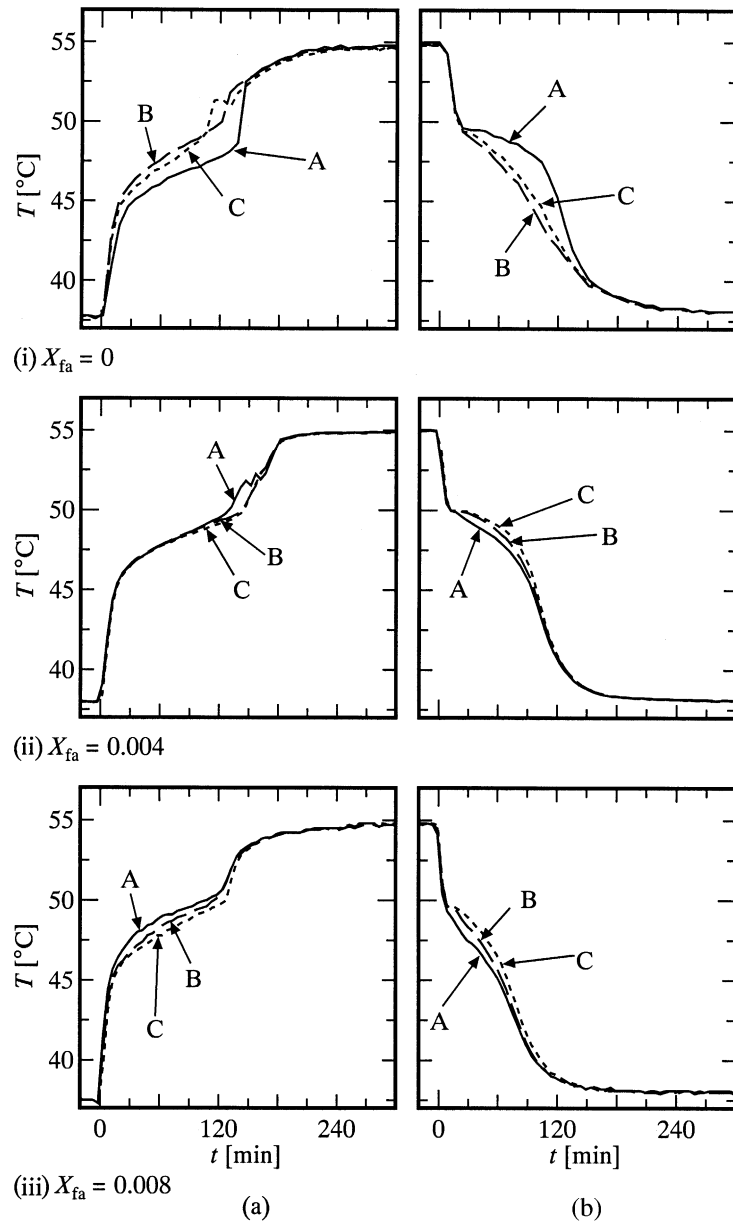 55
50
45
40
T [°C]
B
A
C
A
C
B
(i) X_fa = 0
55
50
45
40
T [°C]
A
B
C
C
B
A
(ii) X_fa = 0.004
55
50
45
40
T [°C]
A
B
C
B
C
A
0 120 240 0 120 240
t [min] t [min]
(iii) X_fa = 0.008
(a) (b)